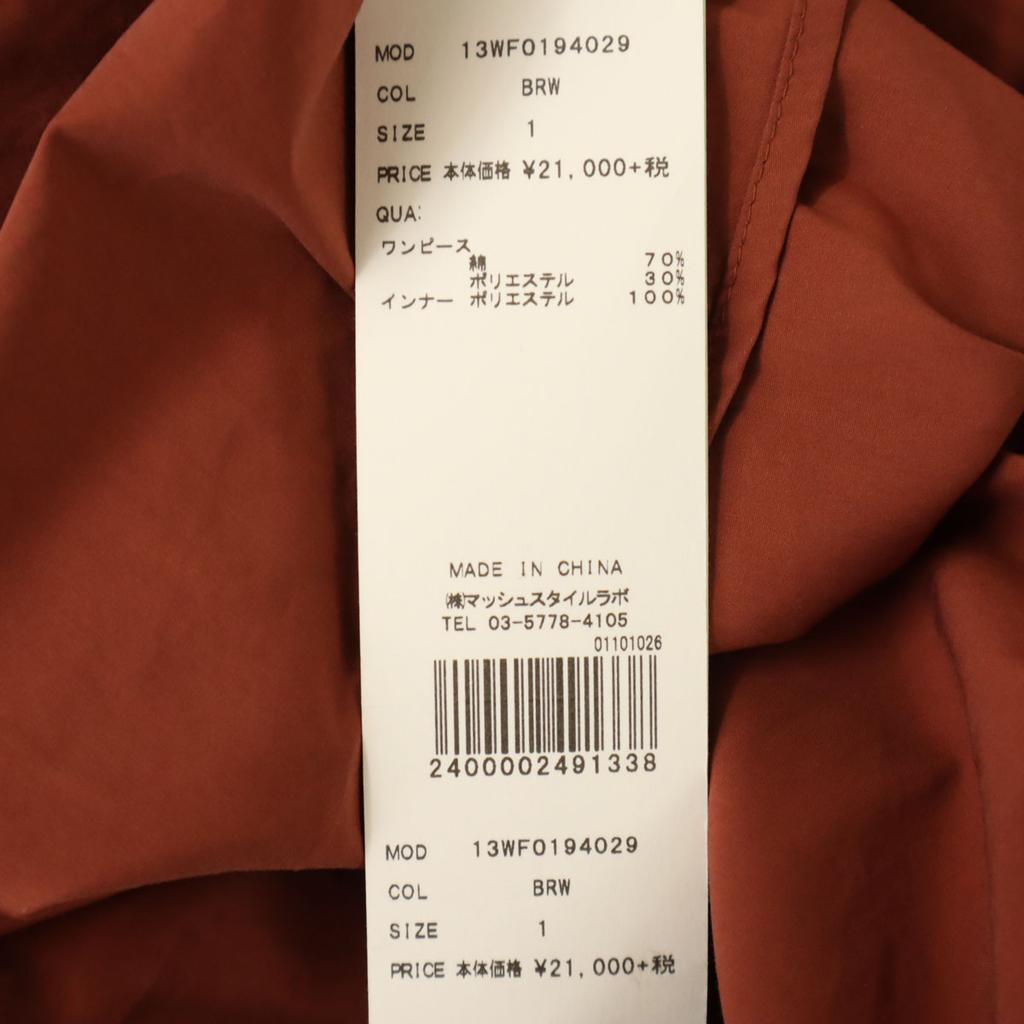 MOD 13WF0194029
COL BRW
SIZE 1
PRICE 本体価格 ¥21,000+税
QUA:
ワンピース
綿 70%
ポリエステル 30%
インナー ポリエステル 100%
MADE IN CHINA
㈱マッシュスタイルラボ
TEL 03-5778-4105
01101026
2400002491338
MOD 13WF0194029
COL BRW
SIZE 1
PRICE 本体価格 ¥21,000+税